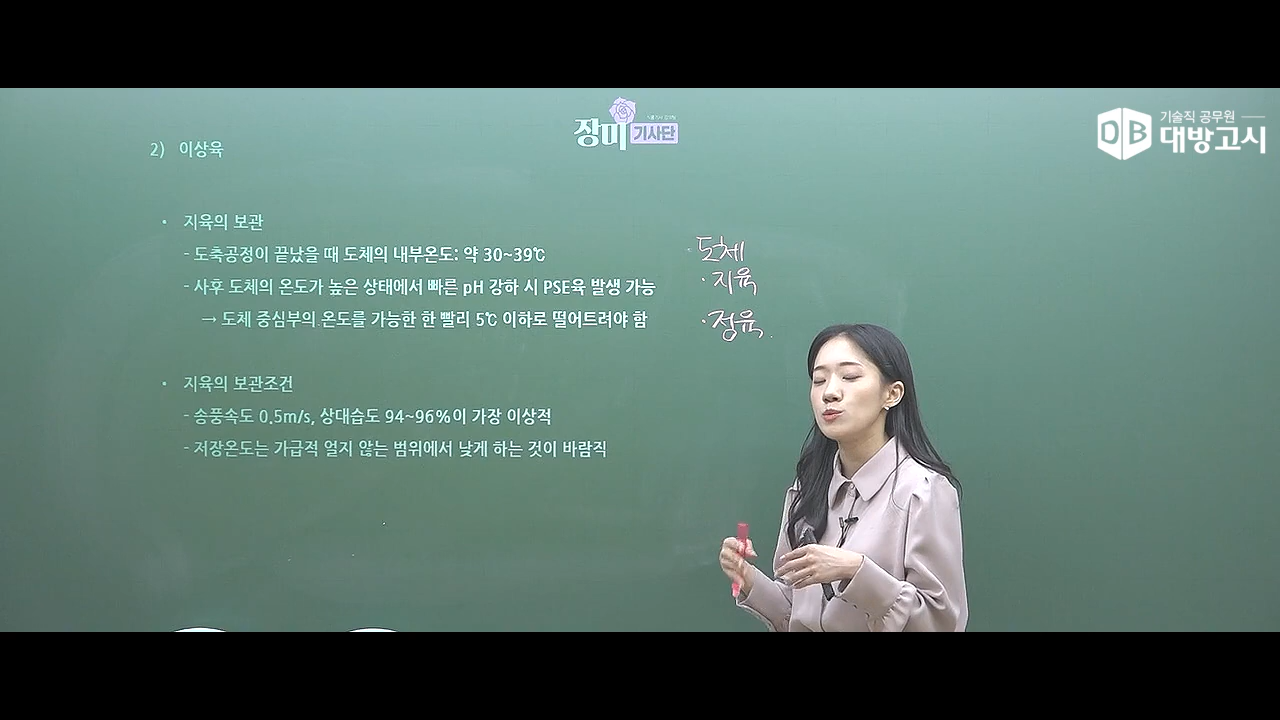 장미 기사단
기술직 공무원
DB 대방고시
2) 이상육
· 지육의 보관
- 도축공정이 끝났을 때 도체의 내부온도: 약 30~39℃
- 사후 도체의 온도가 높은 상태에서 빠른 pH 강하 시 PSE육 발생 가능
→ 도체 중심부의 온도를 가능한 한 빨리 5℃ 이하로 떨어트려야 함
· 도체
· 지육
· 정육
· 지육의 보관조건
- 송풍속도 0.5m/s, 상대습도 94~96%이 가장 이상적
- 저장온도는 가급적 얼지 않는 범위에서 낮게 하는 것이 바람직